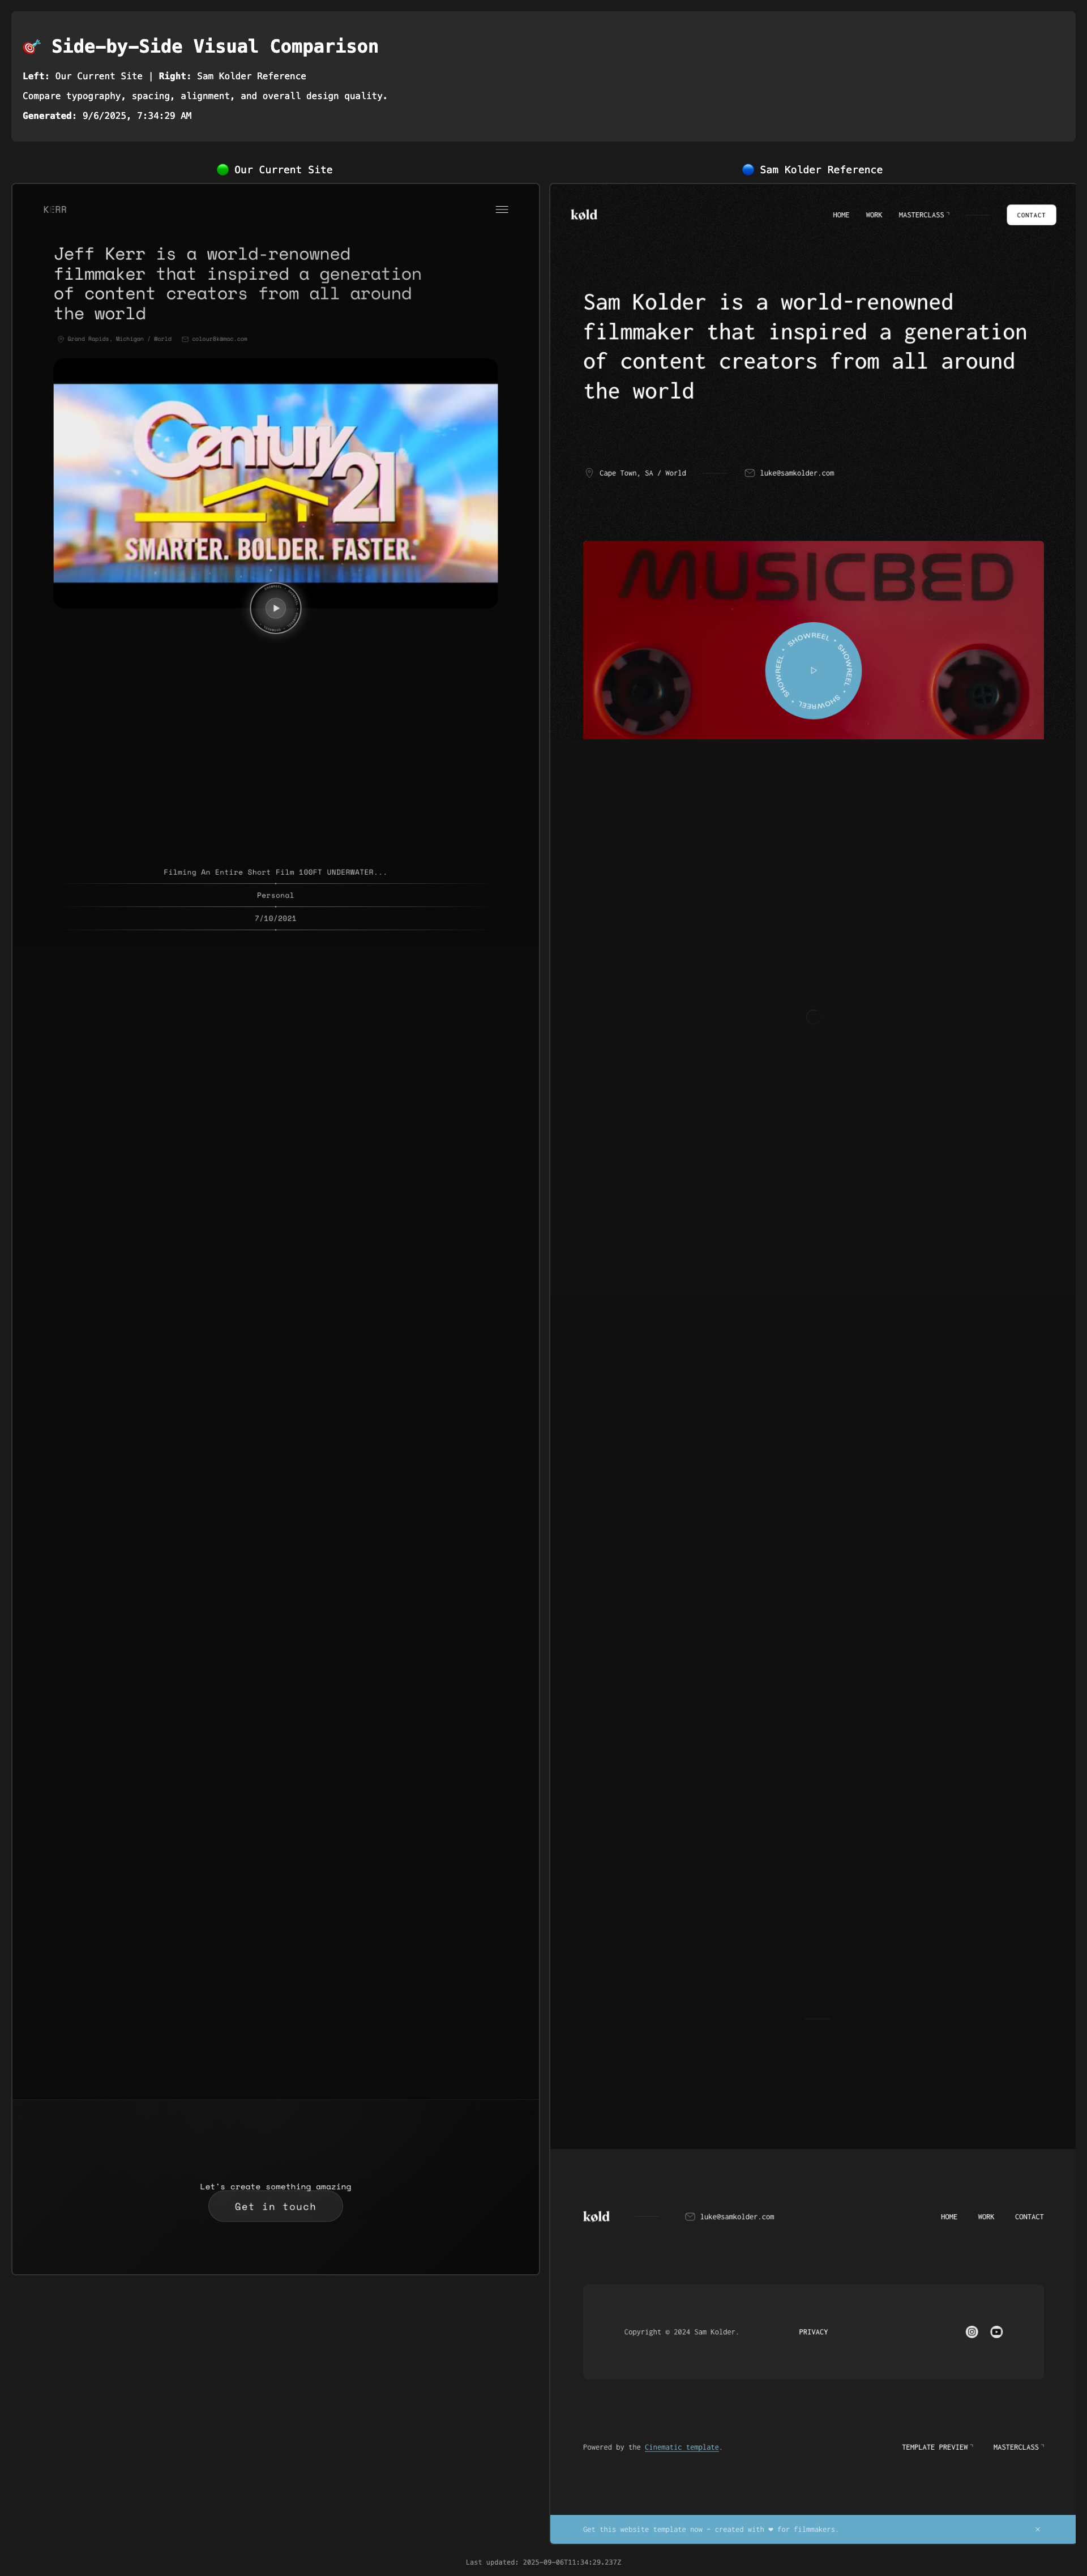 🎯 Side-by-Side Visual Comparison
Left: Our Current Site | Right: Sam Kolder Reference
Compare typography, spacing, alignment, and overall design quality.
Generated: 9/6/2025, 7:34:29 AM
🟢 Our Current Site
KERR
Jeff Kerr is a world-renowned
filmmaker that inspired a generation
of content creators from all around
the world
Grand Rapids, Michigan / World
Century 21
SMARTER. BOLDER. FASTER.®
Filming An Entire Short Film 100FT UNDERWATER...
Personal
7/10/2021
Let's create something amazing
Get in touch
🔵 Sam Kolder Reference
køld
HOME WORK MASTERCLASS CONTACT
Sam Kolder is a world-renowned
filmmaker that inspired a generation
of content creators from all around
the world
Cape Town, SA / World
luke@samkolder.com
MUSICBED
SHOWREEL • SHOWREEL • SHOWREEL • SHOWREEL •
køld
luke@samkolder.com
HOME WORK CONTACT
Copyright © 2024 Sam Kolder. PRIVACY
Powered by the Cinematic template.
TEMPLATE PREVIEW MASTERCLASS
Get this website template now - created with ❤ for filmmakers. ×
Last updated: 2025-09-06T11:34:29.237Z